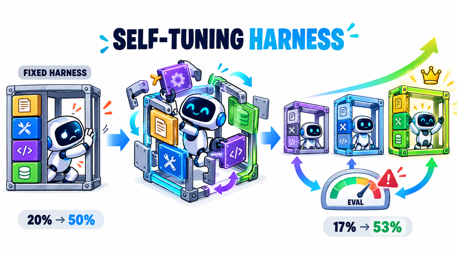 SELF-TUNING HARNESS
FIXED HARNESS
</>
</>
</>
</>
EVAL
20% → 50%
17% → 53%